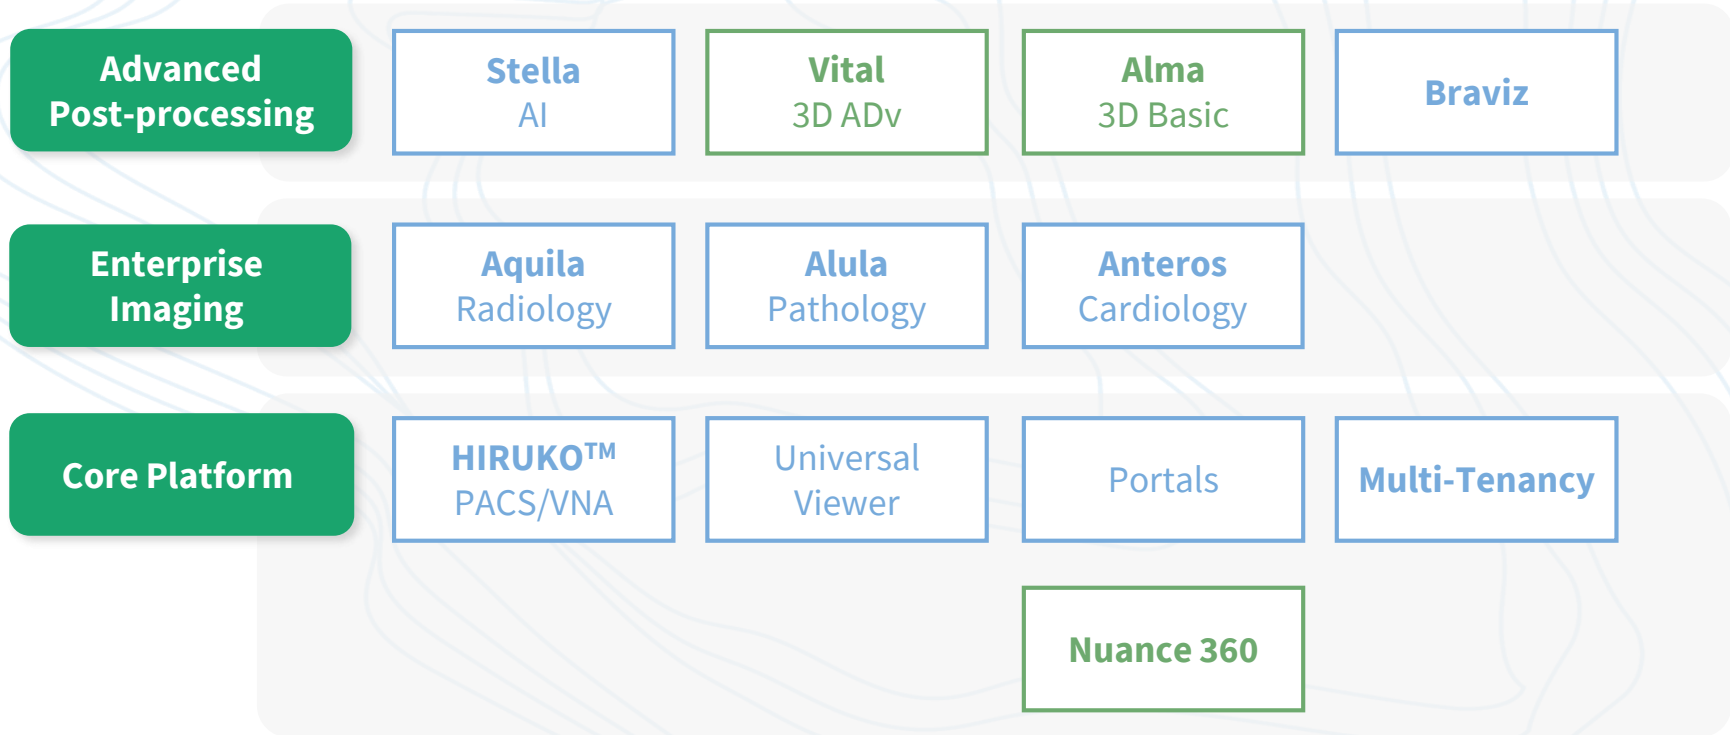 Advanced
Post-processing
Stella
AI
Vital
3D ADv
Alma
3D Basic
Braviz
Enterprise
Imaging
Aquila
Radiology
Alula
Pathology
Anteros
Cardiology
Core Platform
HIRUKO™
PACS/VNA
Universal
Viewer
Portals
Multi-Tenancy
Nuance 360